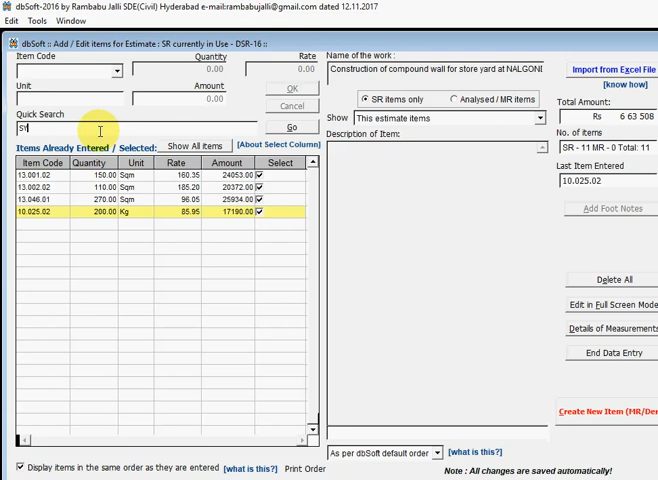 dbSoft-2016 by Rambabu Jalli SDE(Civil) Hyderabad e-mail:rambabujalli@gmail.com dated 12.11.2017
Edit Tools Window
dbSoft :: Add / Edit items for Estimate : SR currently in Use - DSR-16 ::
Item Code Quantity Rate
0.00 0.00
Unit Amount
0.00
OK
Cancel
Quick Search
SY
Go
Items Already Entered / Selected:
Show All items
[About Select Column]
Item Code Quantity Unit Rate Amount Select
13.001.02 150.00 Sqm 160.35 24053.00
13.002.02 110.00 Sqm 185.20 20372.00
13.046.01 270.00 Sqm 96.05 25934.00
10.025.02 200.00 Kg 85.95 17190.00
Display items in the same order as they are entered [what is this?] Print Order
Name of the work :
Construction of compound wall for store yard at NALGOND
SR items only Analysed / MR items
Show This estimate items
Description of Item:
As per dbSoft default order [what is this?]
Note : All changes are saved automatically!
Import from Excel File
[know how]
Total Amount:
Rs 6 63 508
No. of items
SR - 11 MR - 0 Total: 11
Last Item Entered
10.025.02
Add Foot Notes
Delete All
Edit in Full Screen Mode
Details of Measurements
End Data Entry
Create New Item (MR/Der